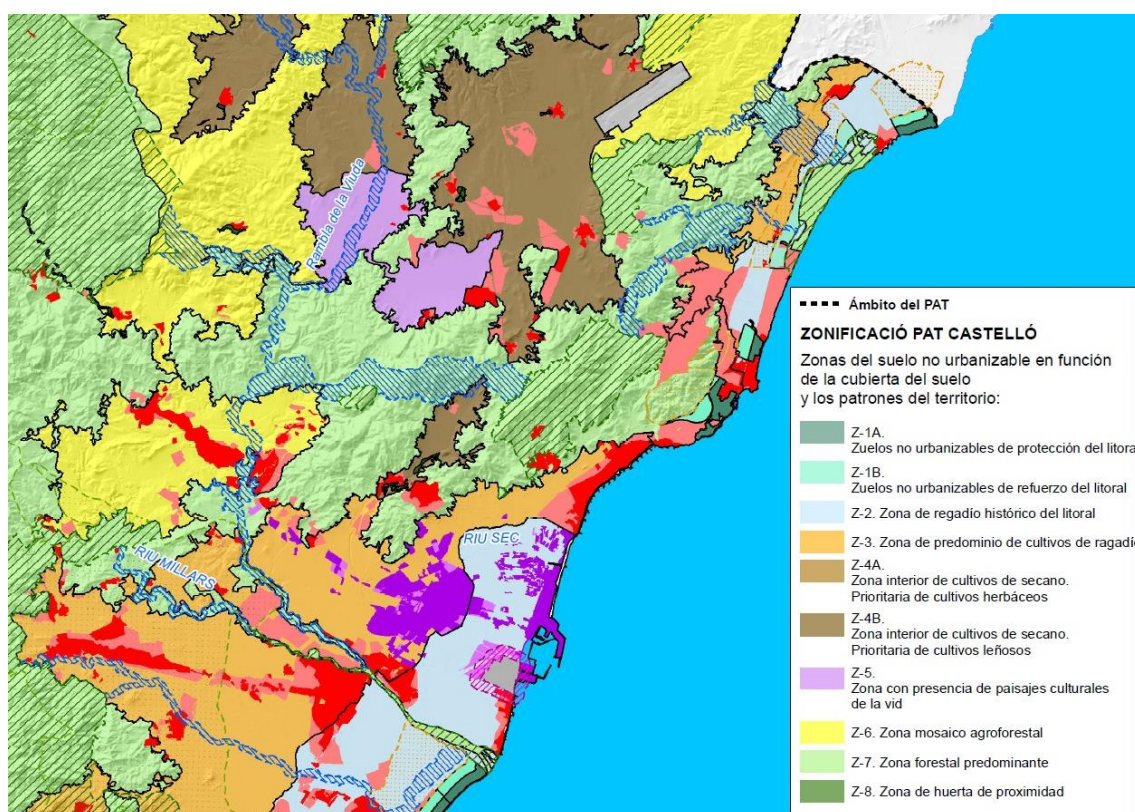 Rambla de la Viuda
RIU SEC
RIU MILLARS
Ámbito del PAT
ZONIFICACIÓ PAT CASTELLÓ
Zonas del suelo no urbanizable en función
de la cubierta del suelo
y los patrones del territorio:
Z-1A.
Zuelos no urbanizables de protección del litoral
Z-1B.
Zuelos no urbanizables de refuerzo del litoral
Z-2. Zona de regadío histórico del litoral
Z-3. Zona de predominio de cultivos de ragadío
Z-4A.
Zona interior de cultivos de secano.
Prioritaria de cultivos herbáceos
Z-4B.
Zona interior de cultivos de secano.
Prioritaria de cultivos leñosos
Z-5.
Zona con presencia de paisajes culturales
de la vid
Z-6. Zona mosaico agroforestal
Z-7. Zona forestal predominante
Z-8. Zona de huerta de proximidad